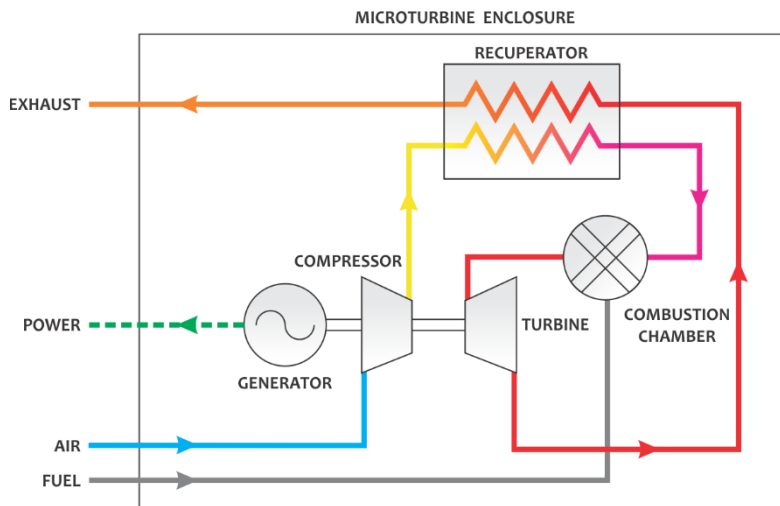 MICROTURBINE ENCLOSURE
RECUPERATOR
EXHAUST
COMPRESSOR
POWER
TURBINE
COMBUSTION
CHAMBER
GENERATOR
AIR
FUEL